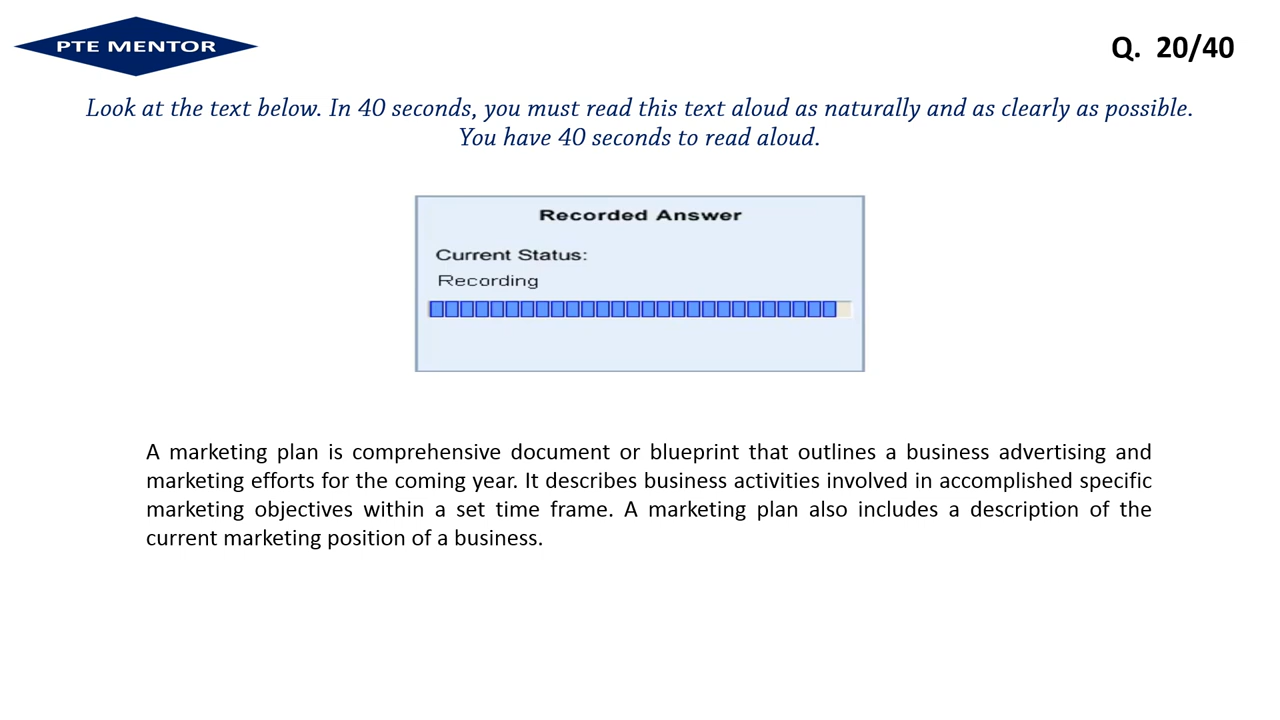 PTE MENTOR
Q. 20/40
Look at the text below. In 40 seconds, you must read this text aloud as naturally and as clearly as possible.
You have 40 seconds to read aloud.
Recorded Answer
Current Status:
Recording
A marketing plan is comprehensive document or blueprint that outlines a business advertising and
marketing efforts for the coming year. It describes business activities involved in accomplished specific
marketing objectives within a set time frame. A marketing plan also includes a description of the
current marketing position of a business.